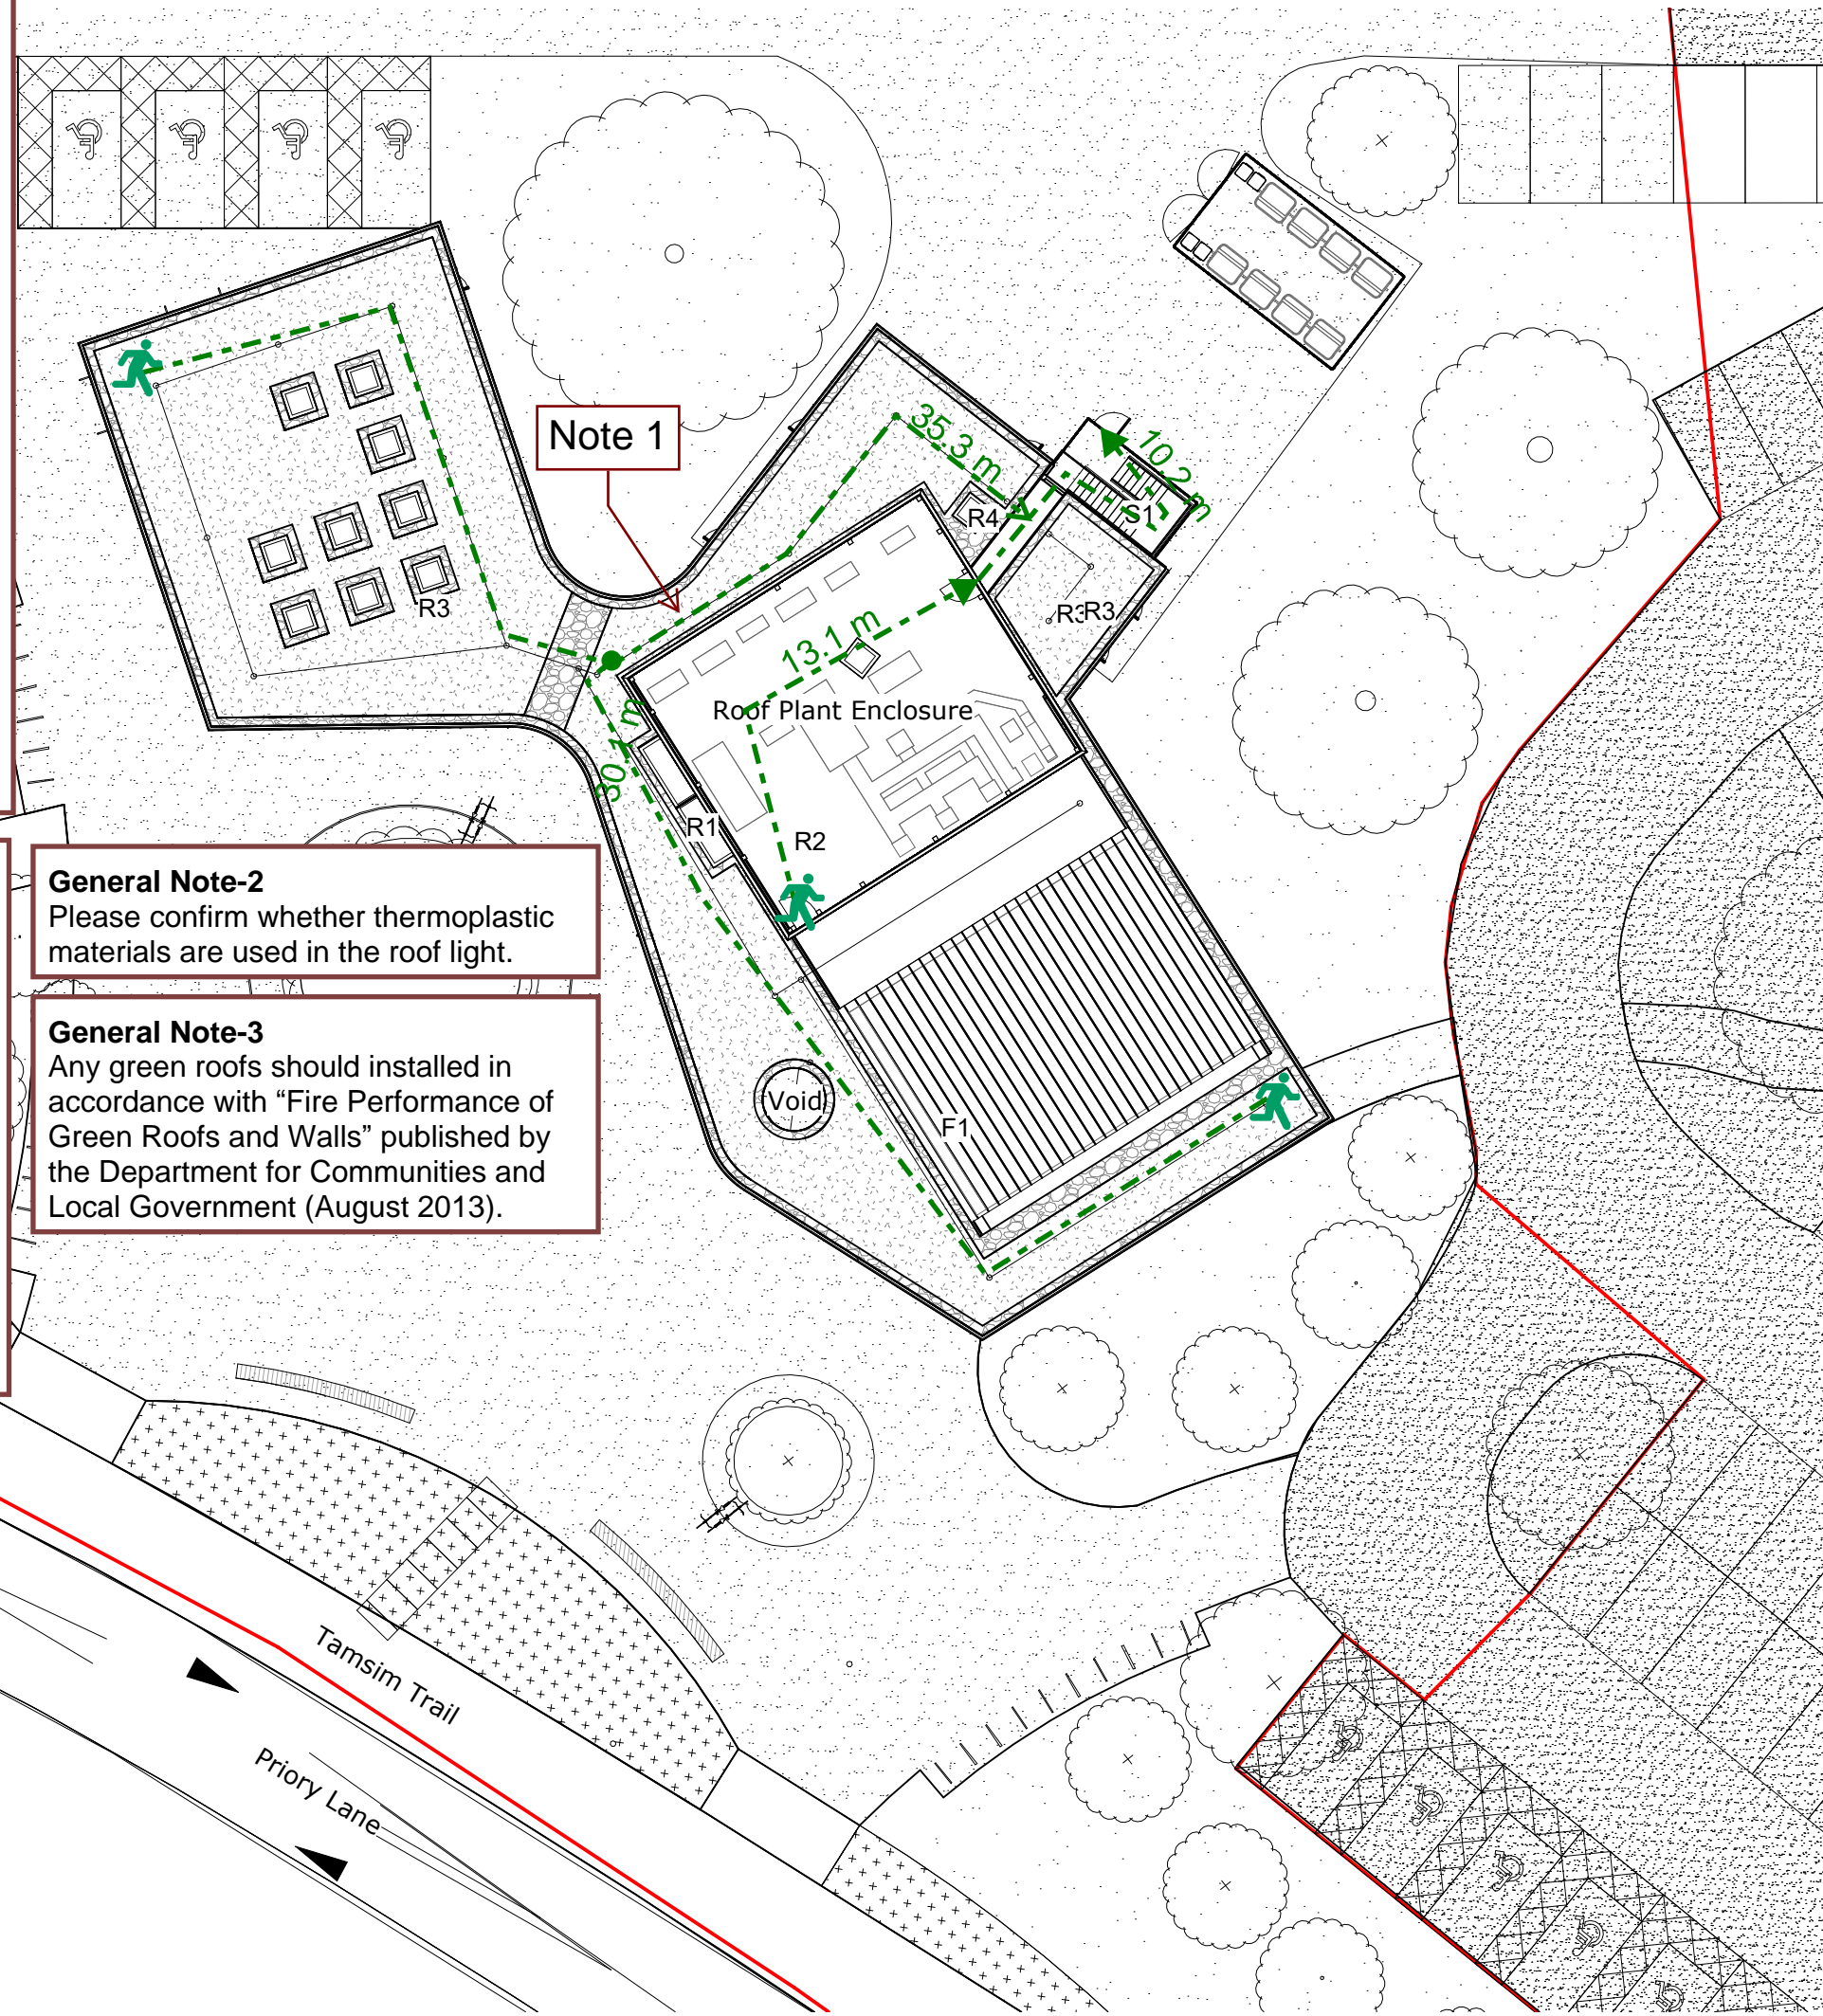 Note 1
35.3 m
10.2 m
S1
R4
R3
R3
R3
13.1 m
Roof Plant Enclosure
30.1 m
R1
R2
General Note-2
Please confirm whether thermoplastic
materials are used in the roof light.
General Note-3
Any green roofs should installed in
accordance with “Fire Performance of
Green Roofs and Walls” published by
the Department for Communities and
Local Government (August 2013).
Void
F1
Tamsim Trail
Priory Lane